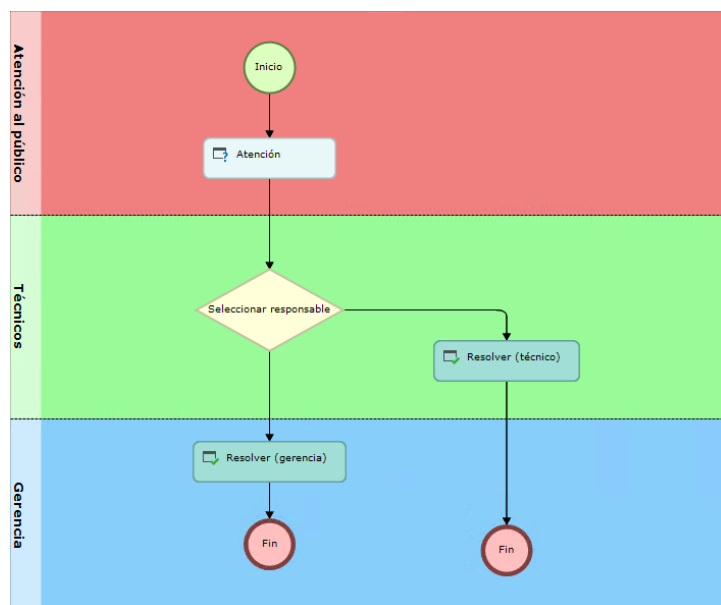 Atención al público
Inicio
Atención
Técnicos
Seleccionar responsable
Resolver (técnico)
Gerencia
Resolver (gerencia)
Fin
Fin